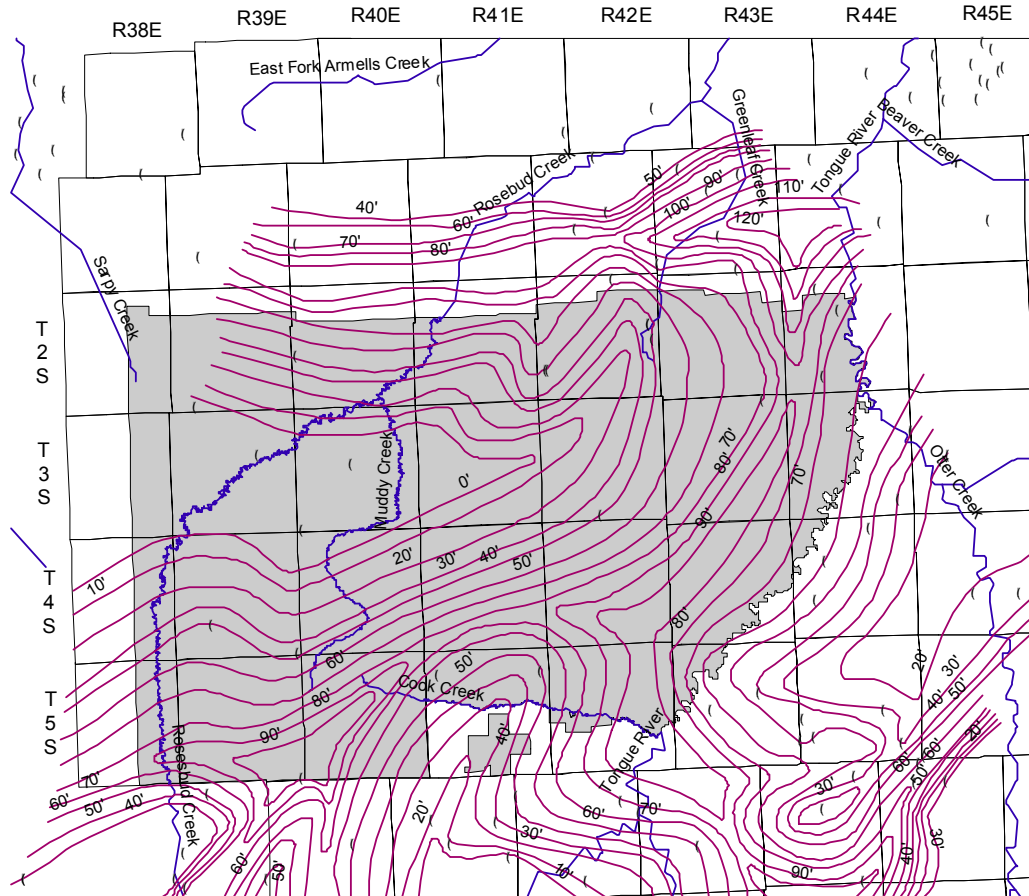 R38E
R39E
R40E
R41E
R42E
R43E
R44E
R45E
East Fork Armells Creek
Greenleaf Creek
Tongue River
Beaver Creek
Rosebud Creek
50'
90'
110'
40'
60'
100'
120'
70'
80'
Sarpy Creek
T
2
S
T
3
S
Muddy Creek
0'
70'
80'
70'
90'
Otter Creek
T
4
S
10'
20'
30'
40'
50'
80'
60'
50'
20'
30'
40'
50'
80'
Cook Creek
T
5
S
90'
40'
Rosesbud Creek
Tongue River
20'
60'
60'
50'
70'
60'
50'
40'
20'
30'
60'
70'
30'
30'
40'
60'
50'
10'
90'